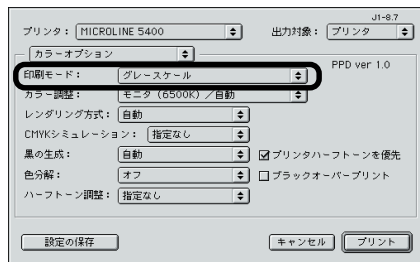 J1-8.7
プリンタ: MICROLINE 5400 出力対象: プリンタ
カラーオプション
PPD ver 1.0
印刷モード: グレースケール
カラー調整: モニタ (6500K) /自動
レンダリング方式: 自動
CMYKシミュレーション: 指定なし
黒の生成: 自動 プリンタハーフトーンを優先
色分解: オフ ブラックオーバープリント
ハーフトーン調整: 指定なし
設定の保存 キャンセル プリント